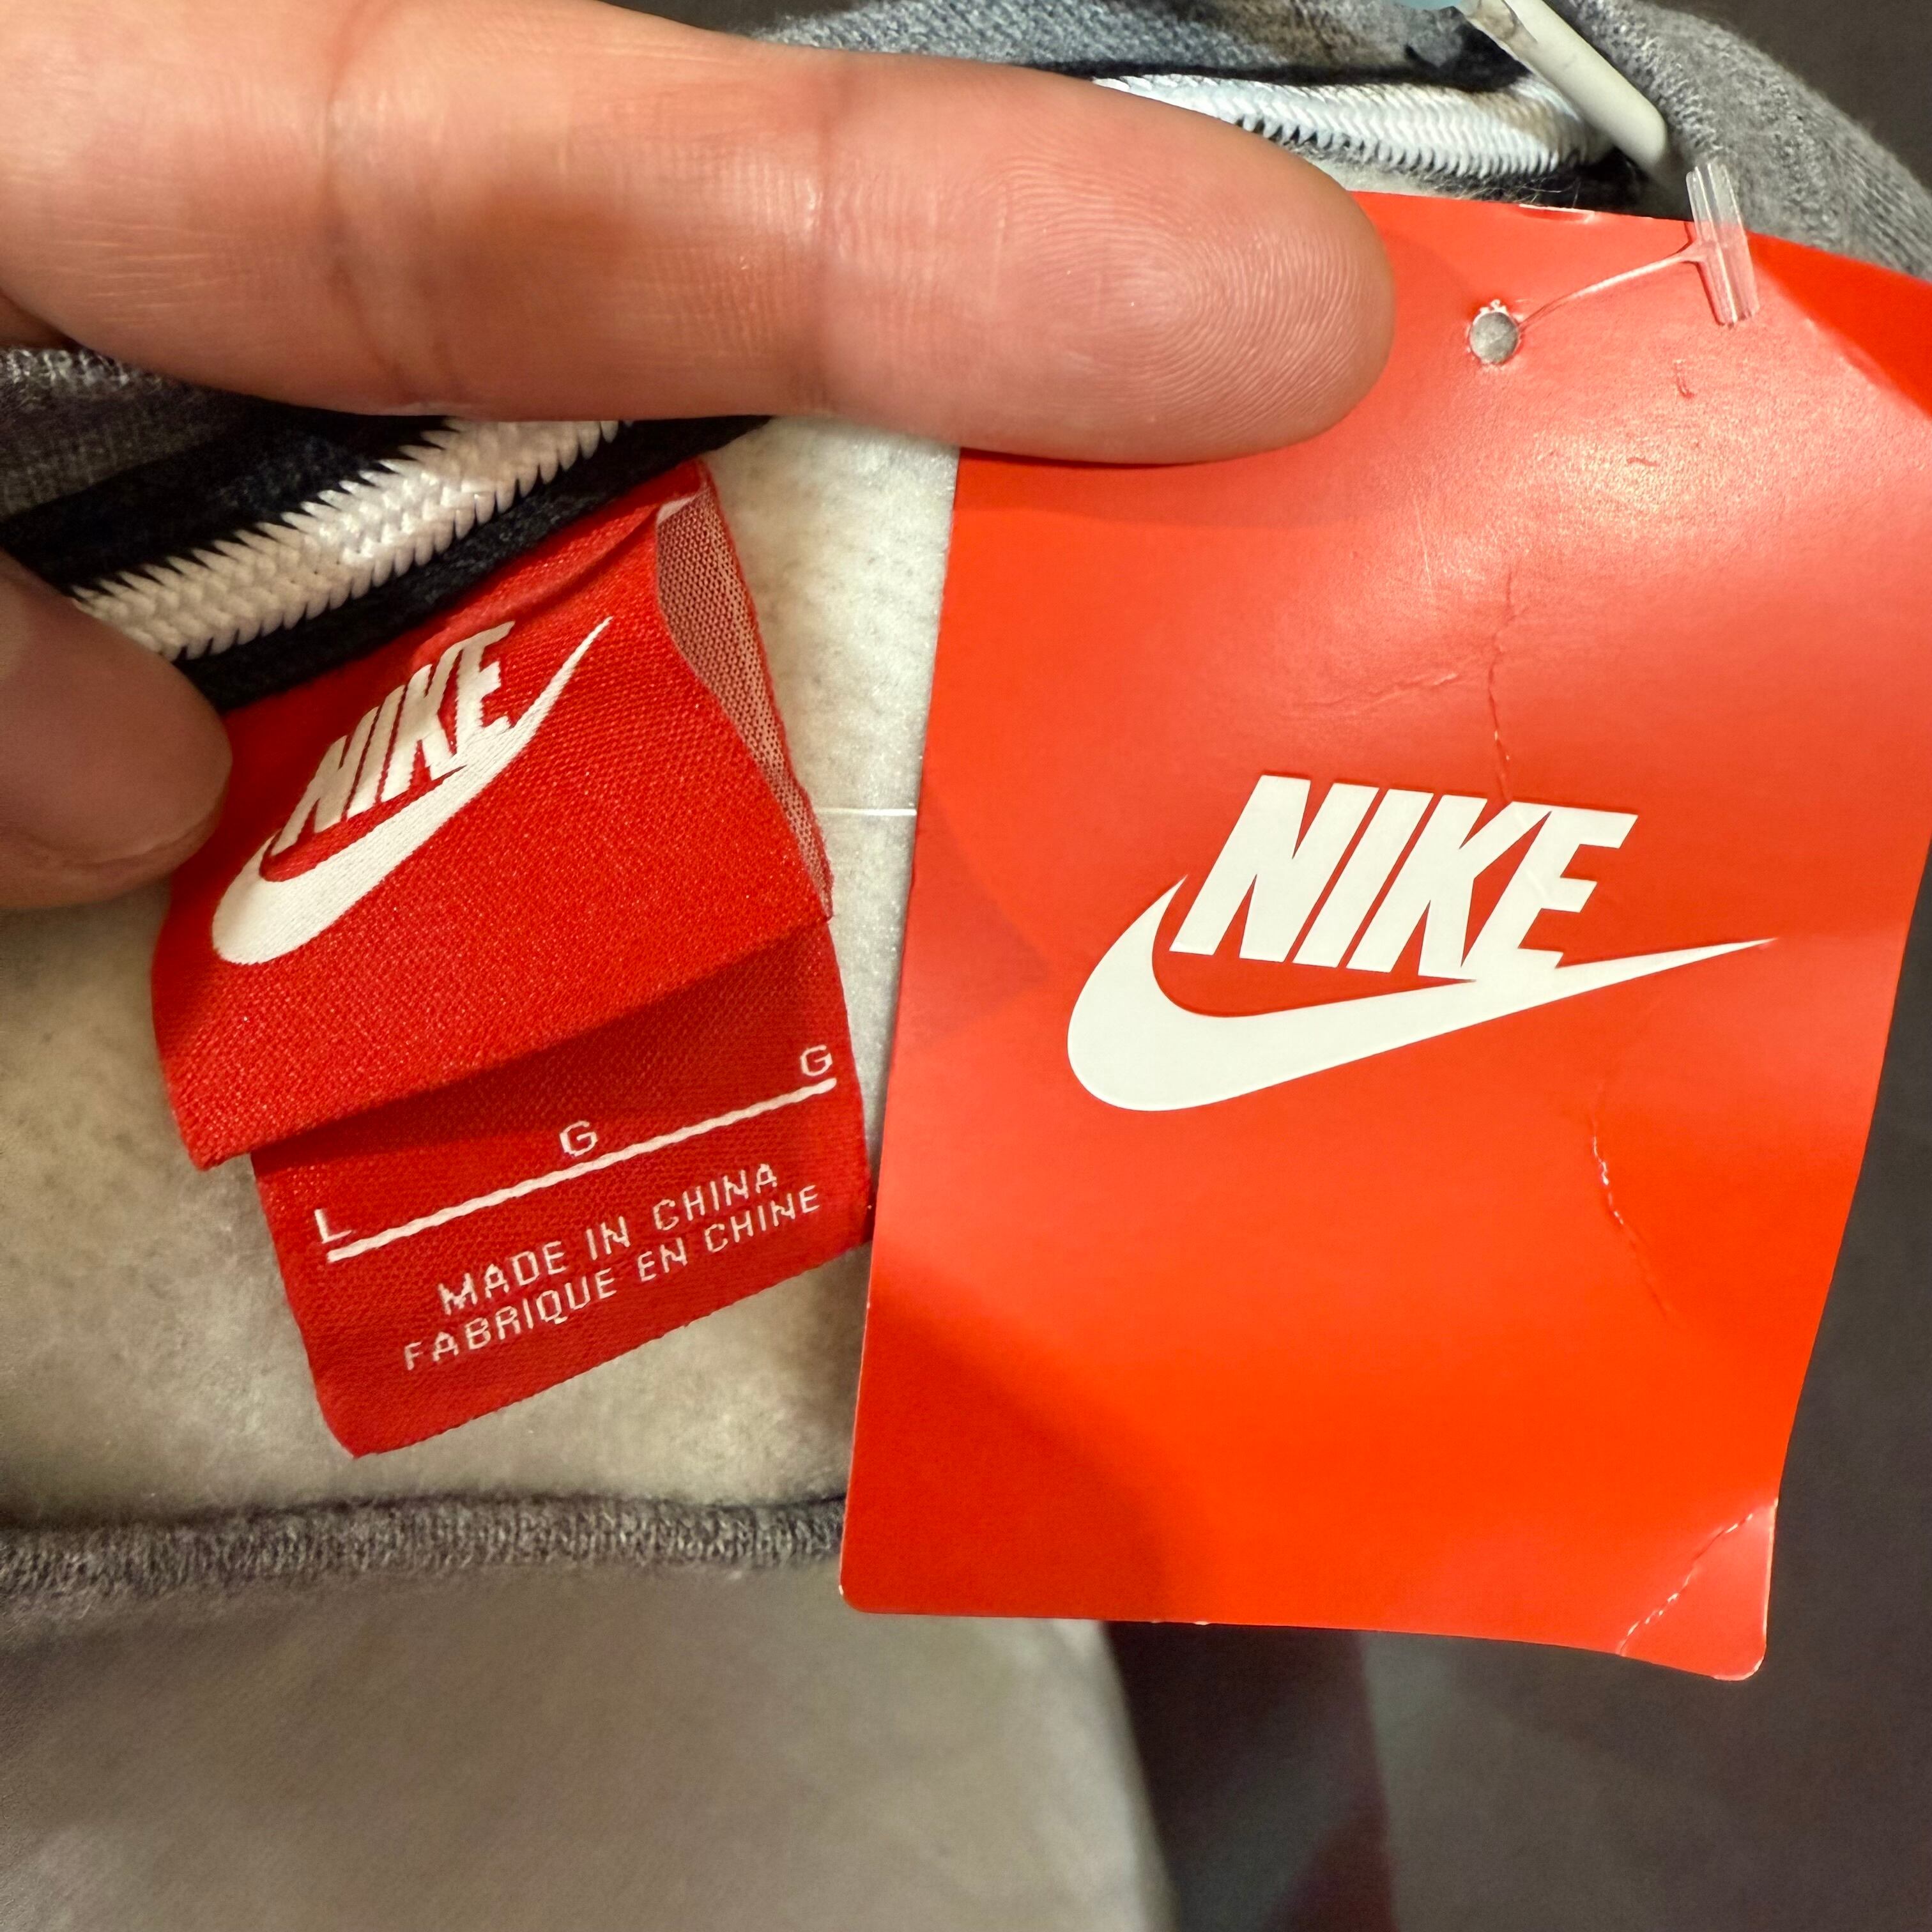 NIKE
L G G
MADE IN CHINA
FABRIQUE EN CHINE
NIKE